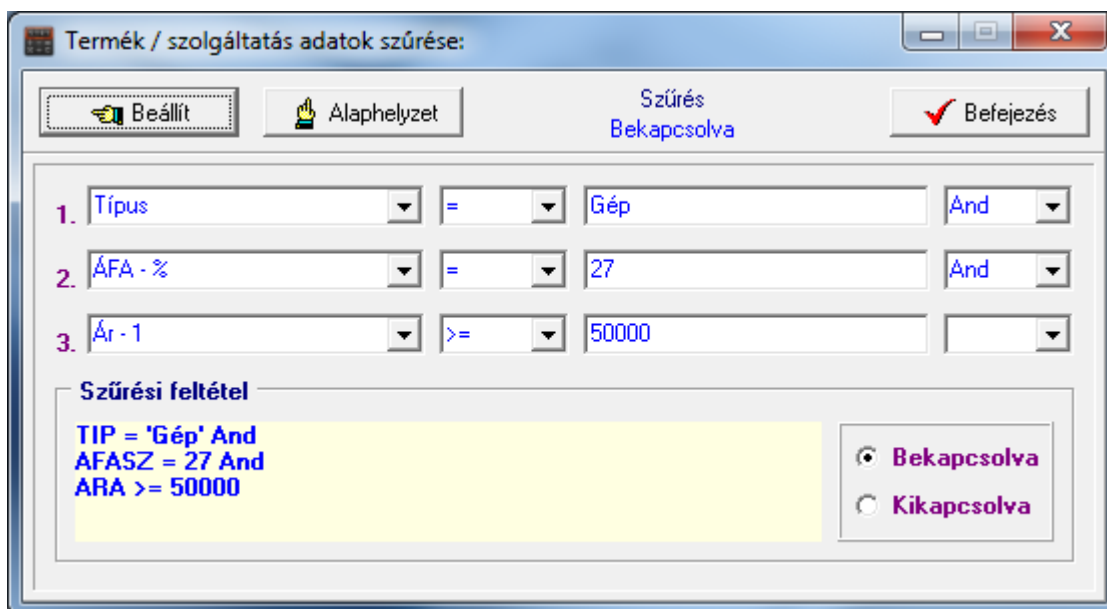 Termék / szolgáltatás adatok szűrése:
Beállít
Alaphelyzet
Szűrés
Bekapcsolva
Befejezés
1. Típus = Gép And
2. ÁFA - % = 27 And
3. Ár - 1 >= 50000
Szűrési feltétel
TIP = 'Gép' And
AFASZ = 27 And
ARA >= 50000
Bekapcsolva
Kikapcsolva